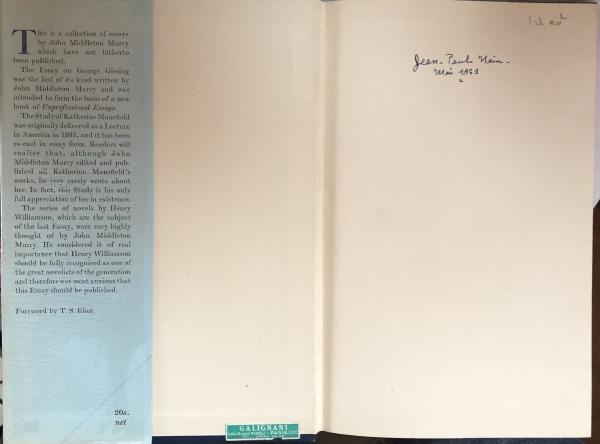 This is a collection of essays
by John Middleton Murry
which have not hitherto
been published.
The Essay on George Gissing
was the last of its kind written by
John Middleton Murry and was
intended to form the basis of a new
book of Unprofessional Essays.
The Study of Katherine Mansfield
was originally delivered as a Lecture
in America in 1935, and it has been
re-cast in essay form. Readers will
realise that, although John
Middleton Murry edited and pub-
lished all Katherine Mansfield's
works, he very rarely wrote about
her. In fact, this Study is his only
full appreciation of her in existence.
The series of novels by Henry
Williamson, which are the subject
of the last Essay, were very highly
thought of by John Middleton
Murry. He considered it of real
importance that Henry Williamson
should be fully recognised as one of
the great novelists of the generation
and therefore was most anxious that
this Essay should be published.
Foreword by T. S. Eliot
20s.
net
GALIGNANI
1st ed
Jean-Paul
Mai 1961